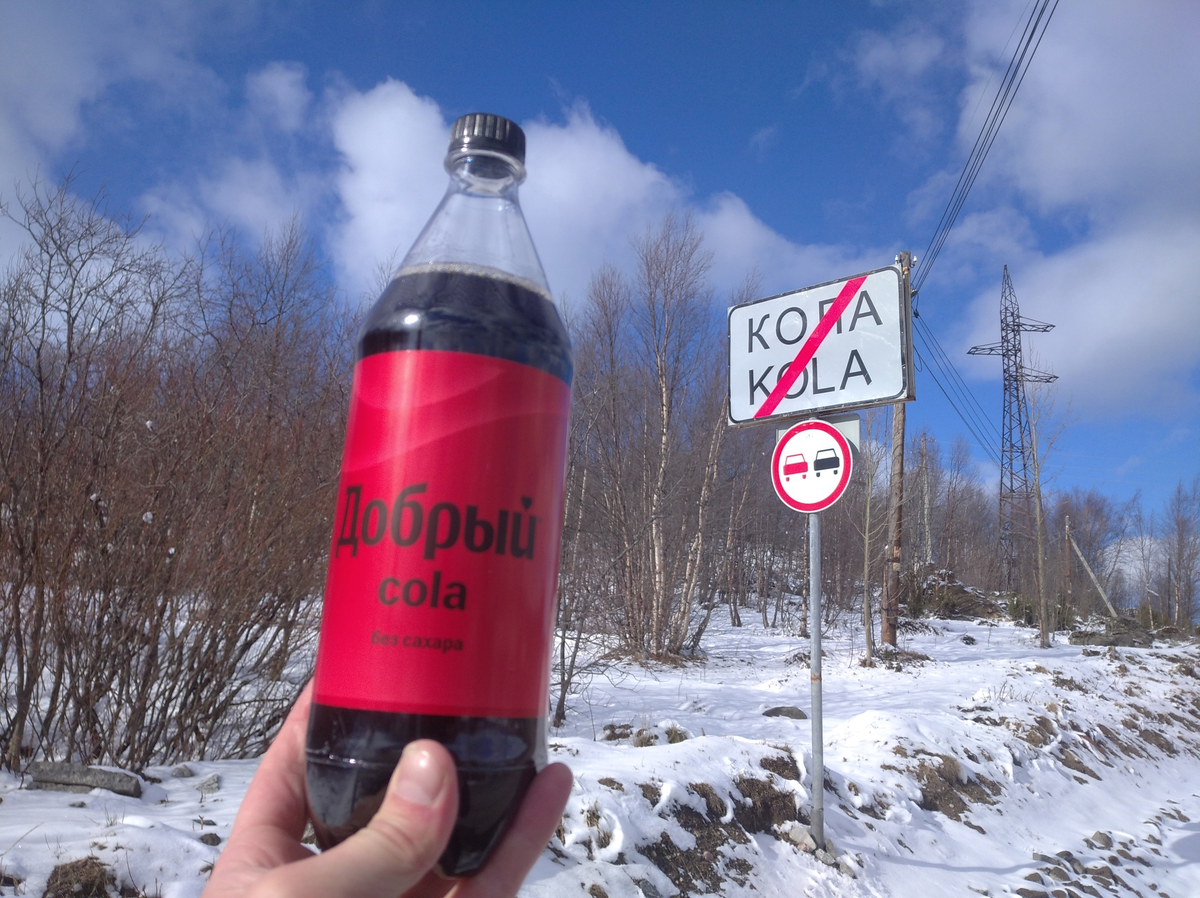 Добрый
cola
без сахара
КОЛА
KOLA